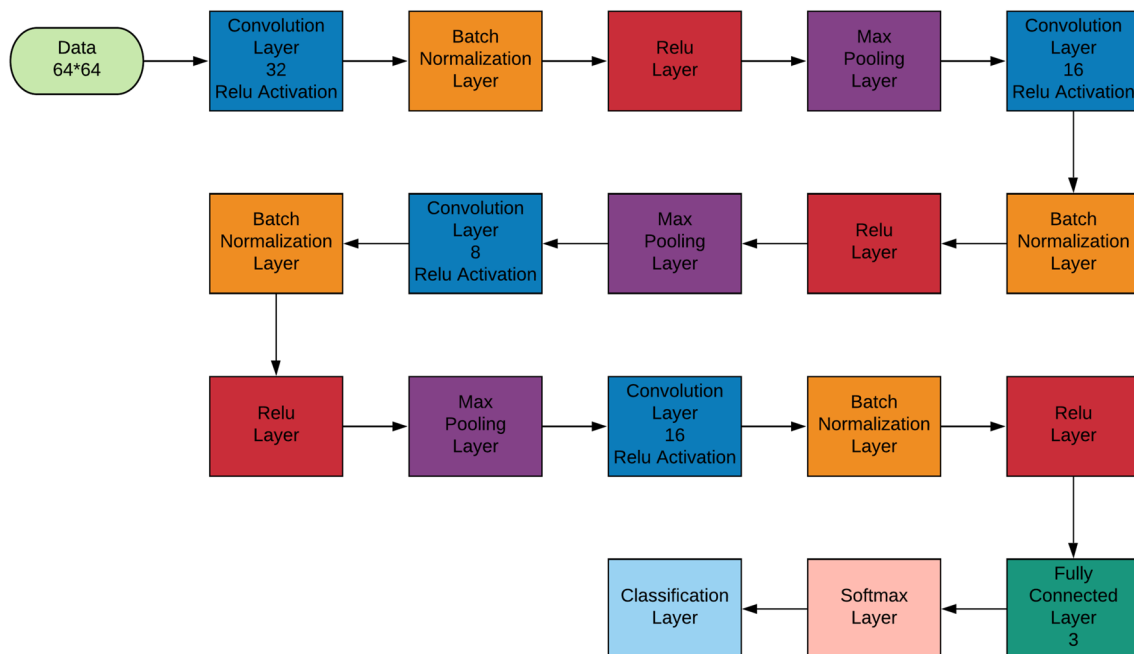 Data
64*64
Convolution
Layer
32
Relu Activation
Batch
Normalization
Layer
Relu
Layer
Max
Pooling
Layer
Convolution
Layer
16
Relu Activation
Batch
Normalization
Layer
Relu
Layer
Max
Pooling
Layer
Convolution
Layer
8
Relu Activation
Batch
Normalization
Layer
Relu
Layer
Max
Pooling
Layer
Convolution
Layer
16
Relu Activation
Batch
Normalization
Layer
Relu
Layer
Fully
Connected
Layer
3
Softmax
Layer
Classification
Layer